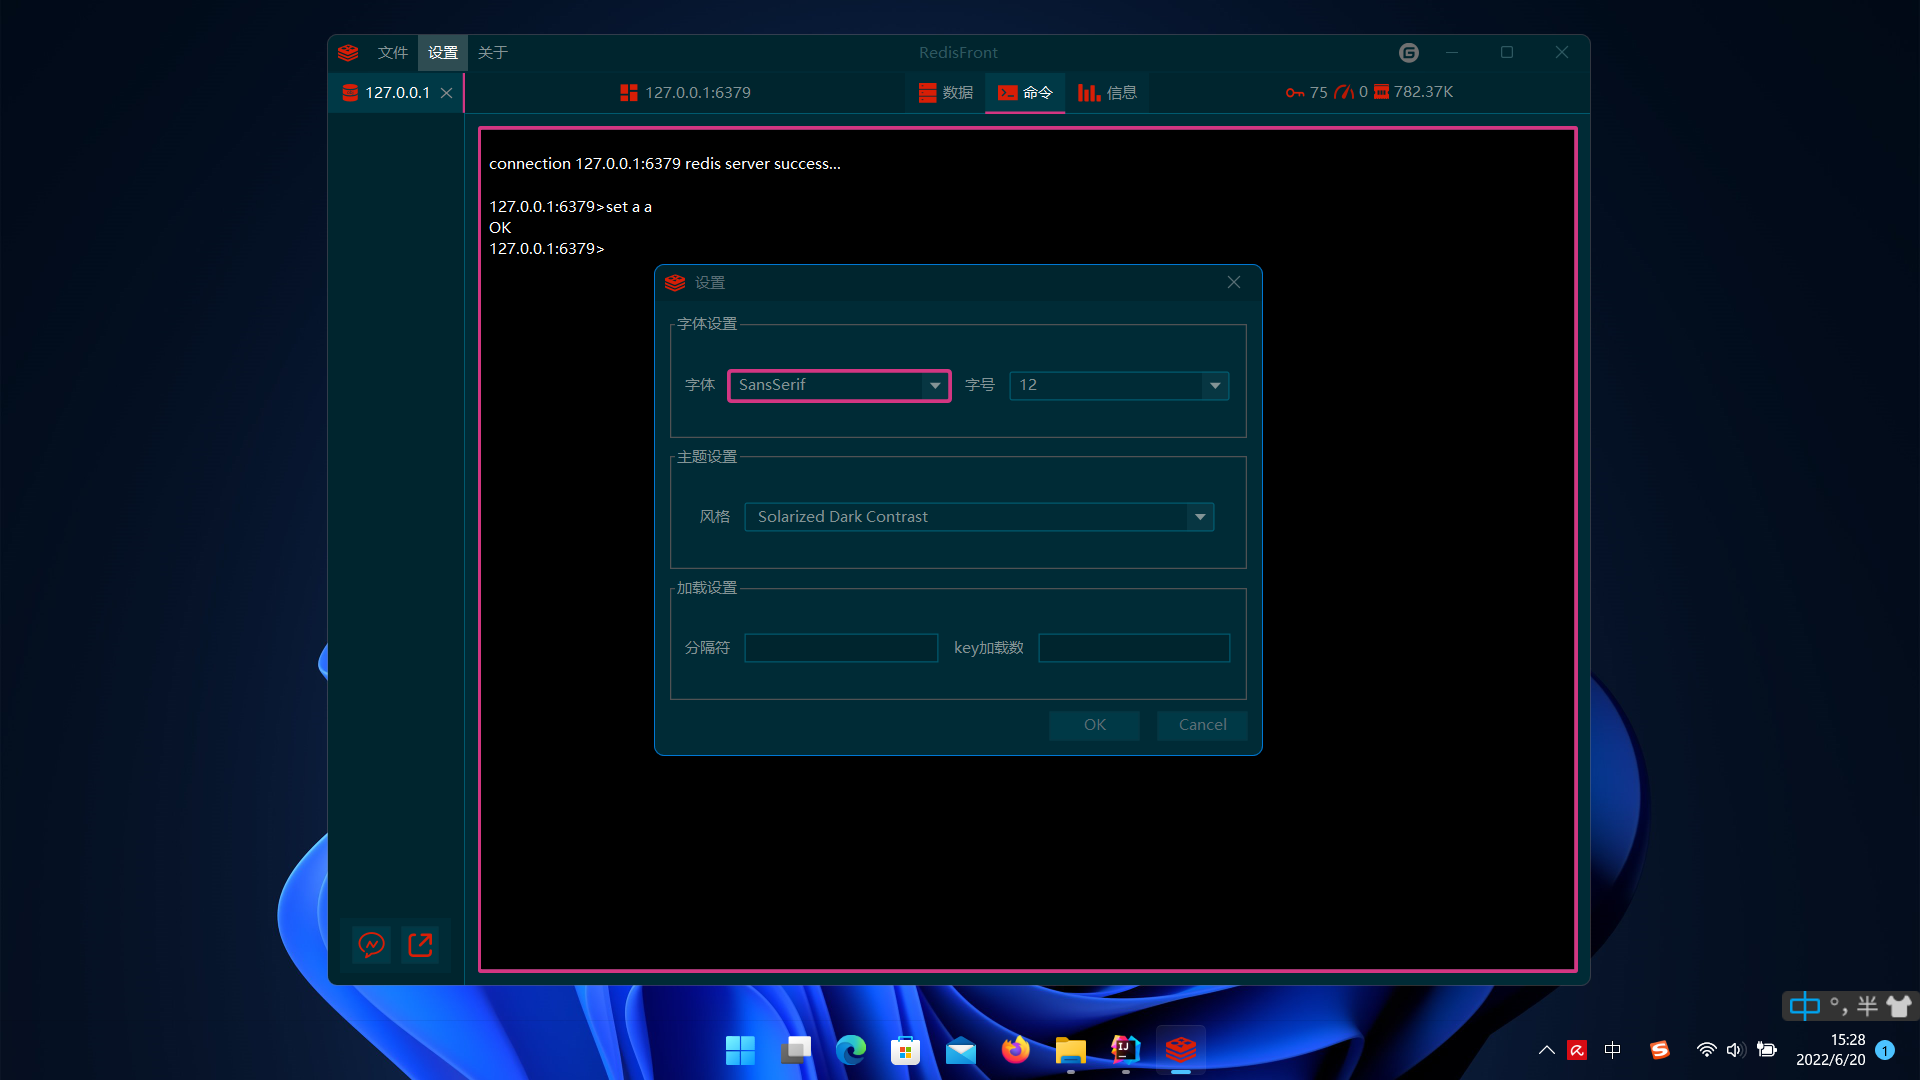 文件 设置 关于 RedisFront
127.0.0.1 127.0.0.1:6379 数据 命令 信息 75 0 782.37K
connection 127.0.0.1:6379 redis server success...
127.0.0.1:6379>set a a
OK
127.0.0.1:6379>
设置
字体设置
字体 SansSerif 字号 12
主题设置
风格 Solarized Dark Contrast
加载设置
分隔符 key加载数
OK Cancel
中 °, 半
IJ 中 S 15:28 1
2022/6/20